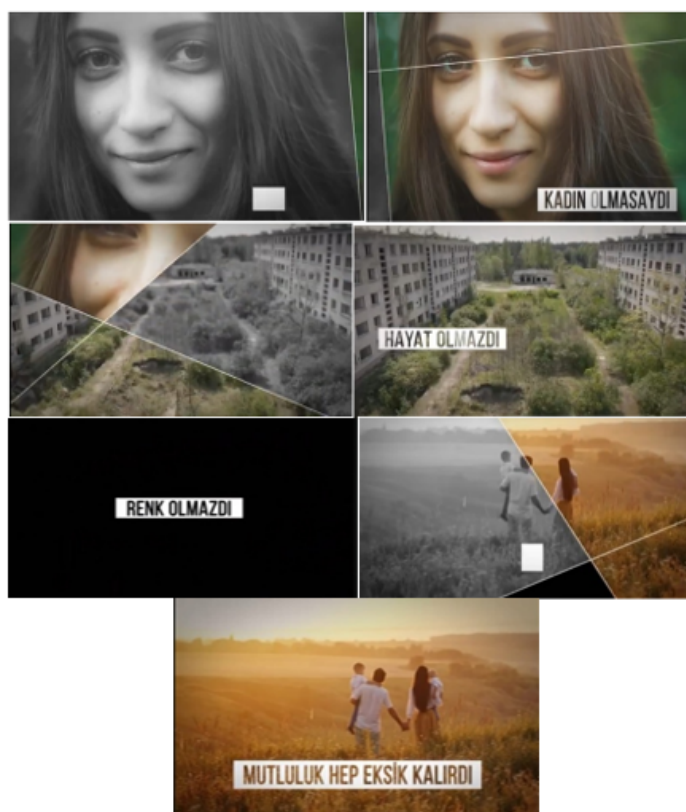 KADIN OLMASAYDI
HAYAT OLMAZDI
RENK OLMAZDI
MUTLULUK HEP EKSİK KALIRDI